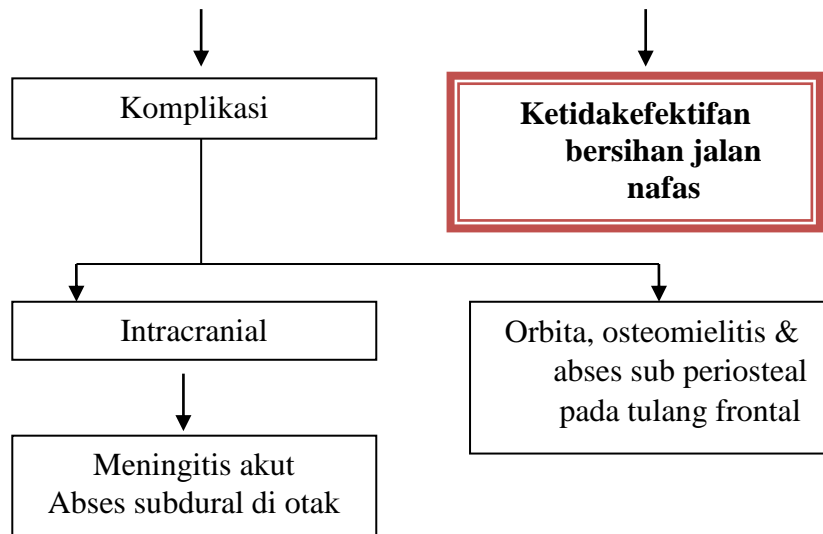 Komplikasi
Ketidakefektifan
bersihan jalan
nafas
Intracranial
Orbita, osteomielitis &
abses sub periosteal
pada tulang frontal
Meningitis akut
Abses subdural di otak